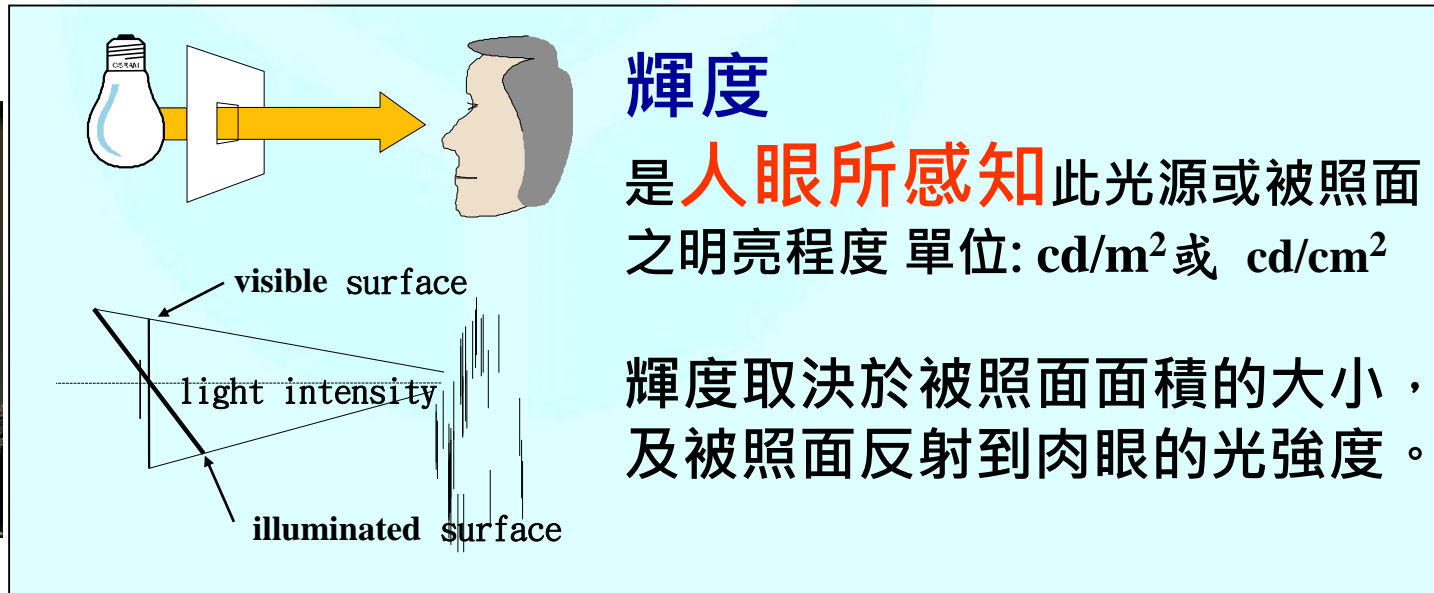 OSRAM
輝度
是人眼所感知此光源或被照面
之明亮程度 單位: cd/m²或 cd/cm²
visible surface
light intensity
illuminated surface
輝度取決於被照面面積的大小，
及被照面反射到肉眼的光強度。